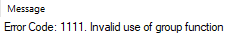 Message
Error Code: 1111. Invalid use of group function